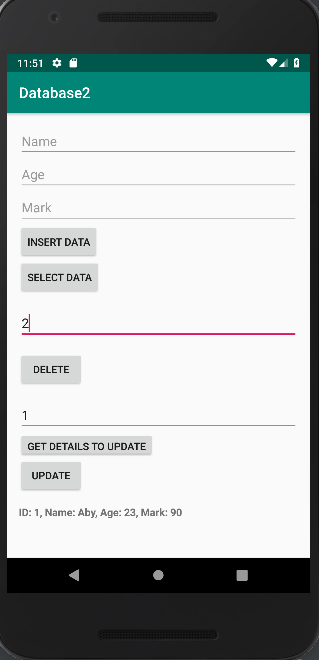 11:51
Database2
Name
Age
Mark
INSERT DATA
SELECT DATA
2
DELETE
1
GET DETAILS TO UPDATE
UPDATE
ID: 1, Name: Aby, Age: 23, Mark: 90